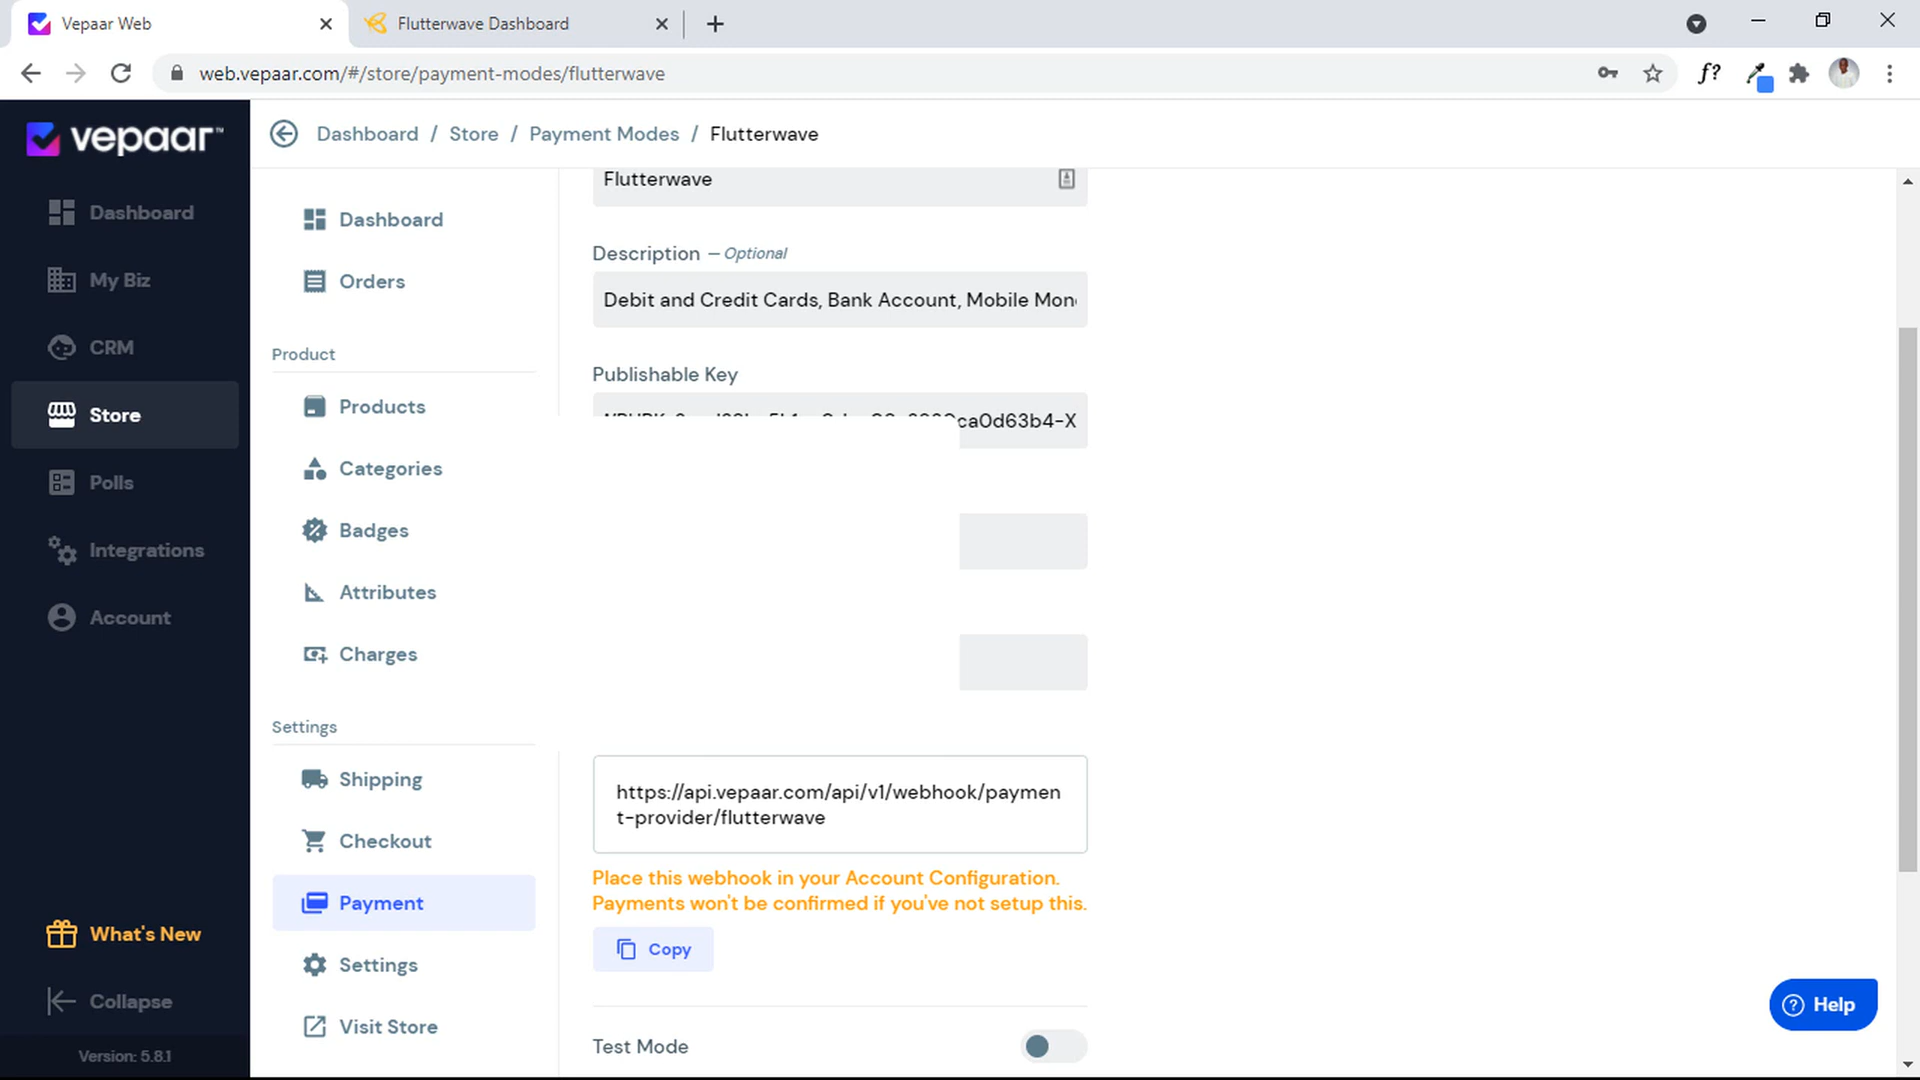 Vepaar Web
Flutterwave Dashboard
web.vepaar.com/#/store/payment-modes/flutterwave
f?
vepaar™
Dashboard / Store / Payment Modes / Flutterwave
Dashboard
My Biz
CRM
Store
Polls
Integrations
Account
What's New
Collapse
Version: 5.8.1
Dashboard
Orders
Product
Products
Categories
Badges
Attributes
Charges
Settings
Shipping
Checkout
Payment
Settings
Visit Store
Flutterwave
Description – Optional
Debit and Credit Cards, Bank Account, Mobile Mon
Publishable Key
ca0d63b4-X
https://api.vepaar.com/api/v1/webhook/paymen
t-provider/flutterwave
Place this webhook in your Account Configuration.
Payments won't be confirmed if you've not setup this.
Copy
Test Mode
Help